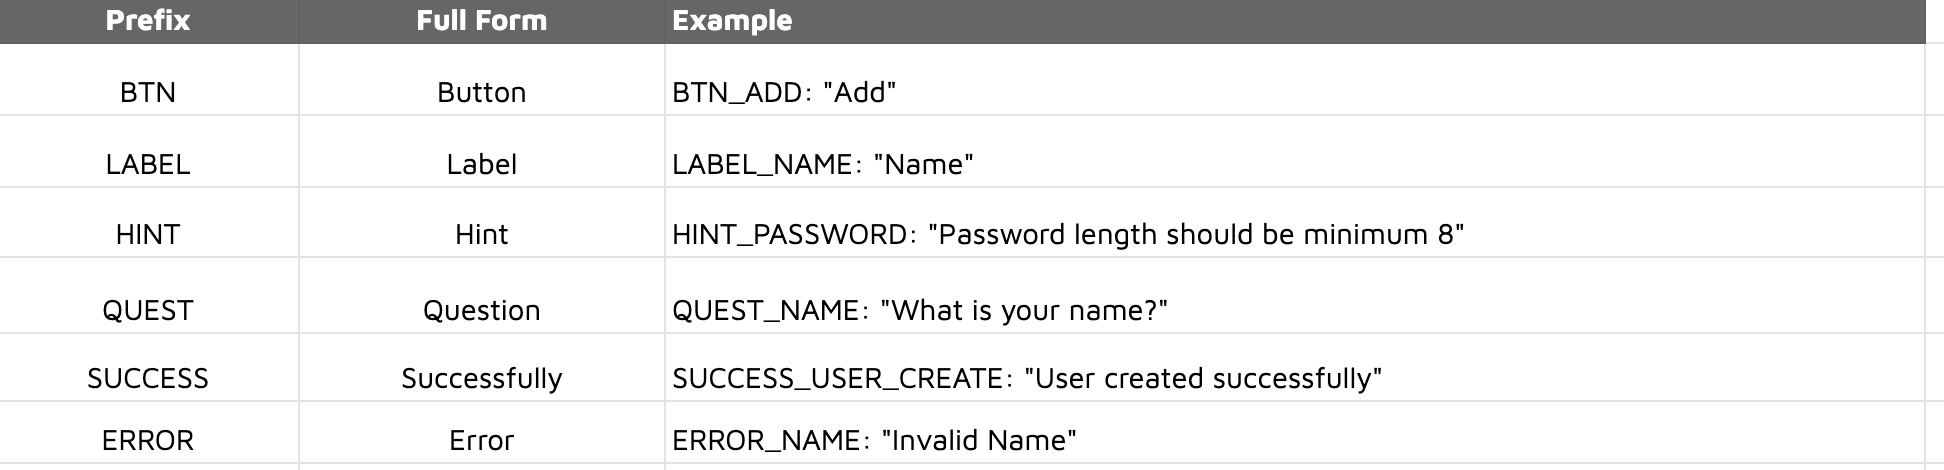 Prefix Full Form Example
BTN Button BTN_ADD: "Add"
LABEL Label LABEL_NAME: "Name"
HINT Hint HINT_PASSWORD: "Password length should be minimum 8"
QUEST Question QUEST_NAME: "What is your name?"
SUCCESS Successfully SUCCESS_USER_CREATE: "User created successfully"
ERROR Error ERROR_NAME: "Invalid Name"